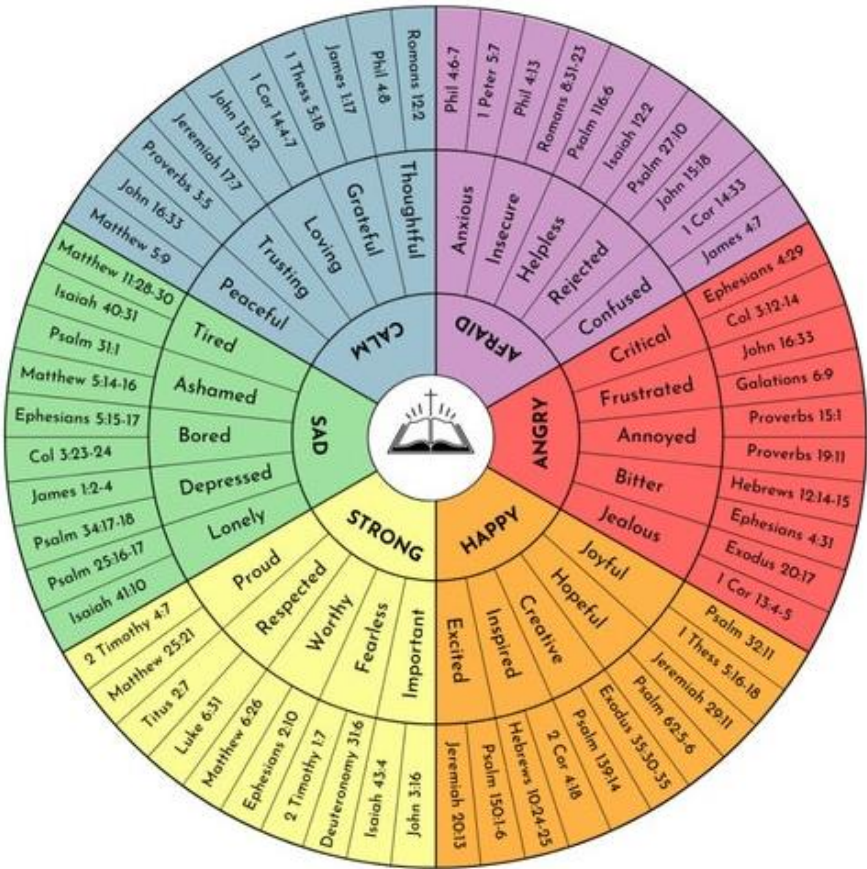 AFRAID
Anxious
Phil 4:6-7
1 Peter 5:7
Insecure
Phil 4:13
Romans 8:31-23
Helpless
Psalm 116:6
Isaiah 12:2
Rejected
Psalm 27:10
John 15:18
Confused
1 Cor 14:33
James 4:7
ANGRY
Critical
Ephesians 4:29
Col 3:12-14
Frustrated
John 16:33
Galations 6:9
Annoyed
Proverbs 15:1
Proverbs 19:11
Bitter
Hebrews 12:14-15
Ephesians 4:31
Jealous
Exodus 20:17
1 Cor 13:4-5
HAPPY
Joyful
Psalm 32:11
1 Thess 5:16-18
Hopeful
Jeremiah 29:11
Psalm 62:5-6
Creative
Exodus 35:30-35
Psalm 139:14
Inspired
2 Cor 4:18
Hebrews 10:24-25
Excited
Psalm 150:1-6
Jeremiah 20:13
STRONG
Important
John 3:16
Isaiah 43:4
Fearless
Deuteronomy 31:6
2 Timothy 1:7
Worthy
Ephesians 2:10
Matthew 6:26
Respected
Luke 6:31
Titus 2:7
Proud
Matthew 25:21
2 Timothy 4:7
SAD
Lonely
Isaiah 41:10
Psalm 25:16-17
Depressed
Psalm 34:17-18
James 1:2-4
Bored
Col 3:23-24
Ephesians 5:15-17
Ashamed
Matthew 5:14-16
Psalm 31:1
Tired
Isaiah 40:31
Matthew 11:28-30
CALM
Peaceful
Matthew 5:9
John 16:33
Trusting
Proverbs 3:5
Jeremiah 17:7
Loving
John 15:12
1 Cor 14:4-7
Grateful
1 Thess 5:18
James 1:17
Thoughtful
Phil 4:8
Romans 12:2